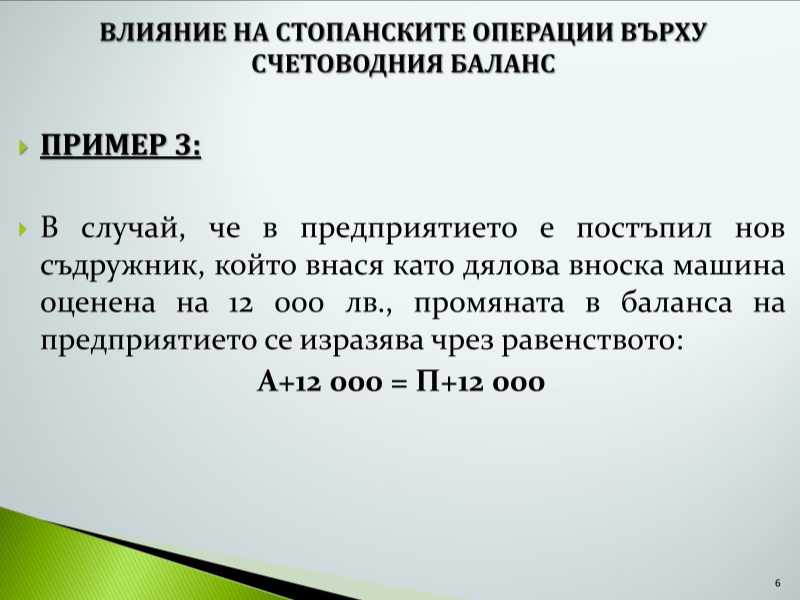 ВЛИЯНИЕ НА СТОПАНСКИТЕ ОПЕРАЦИИ ВЪРХУ
СЧЕТОВОДНИЯ БАЛАНС
ПРИМЕР 3:
В случай, че в предприятието е постъпил нов
съдружник, който внася като дялова вноска машина
оценена на 12 000 лв., промяната в баланса на
предприятието се изразява чрез равенството:
А+12 000 = П+12 000
6